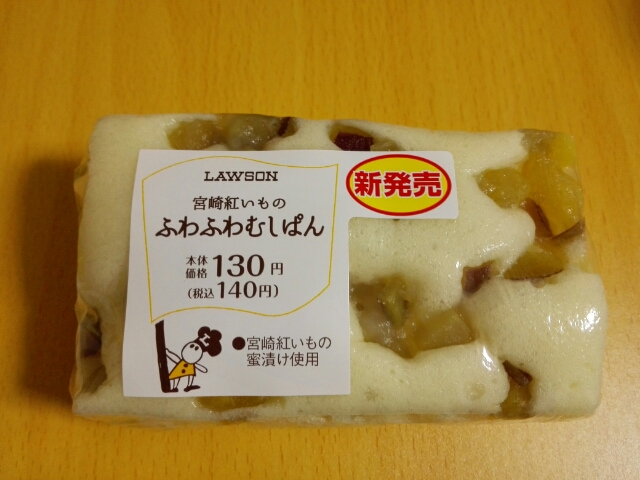 LAWSON
新発売
宮崎紅いもの
ふわふわむしぱん
本体
価格 130円
(税込140円)
●宮崎紅いもの
蜜漬け使用